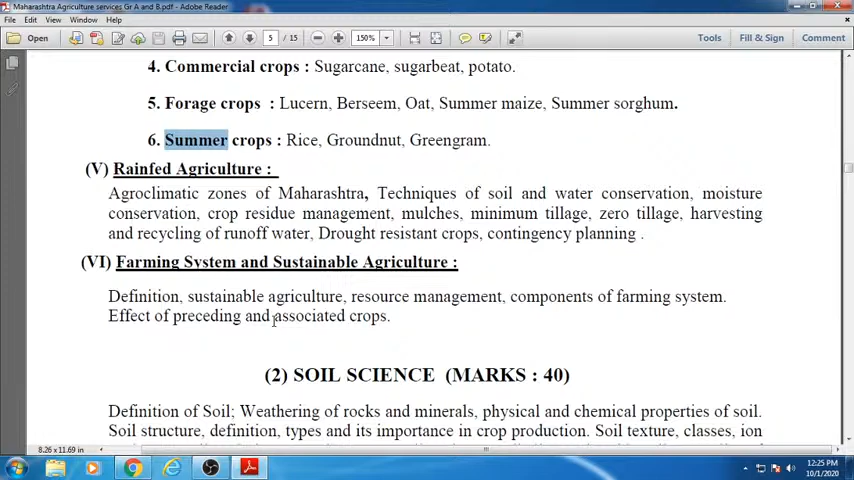 Maharashtra Agriculture services Gr A and B.pdf - Adobe Reader
File Edit View Window Help
Open 5 / 15 150% Tools Fill & Sign Comment
4. Commercial crops : Sugarcane, sugarbeat, potato.
5. Forage crops : Lucern, Berseem, Oat, Summer maize, Summer sorghum.
6. Summer crops : Rice, Groundnut, Greengram.
(V) Rainfed Agriculture :
Agroclimatic zones of Maharashtra, Techniques of soil and water conservation, moisture
conservation, crop residue management, mulches, minimum tillage, zero tillage, harvesting
and recycling of runoff water, Drought resistant crops, contingency planning .
(VI) Farming System and Sustainable Agriculture :
Definition, sustainable agriculture, resource management, components of farming system.
Effect of preceding and associated crops.
(2) SOIL SCIENCE (MARKS : 40)
Definition of Soil; Weathering of rocks and minerals, physical and chemical properties of soil.
Soil structure, definition, types and its importance in crop production. Soil texture, classes, ion
8.26 x 11.69 in
12:25 PM
10/1/2020